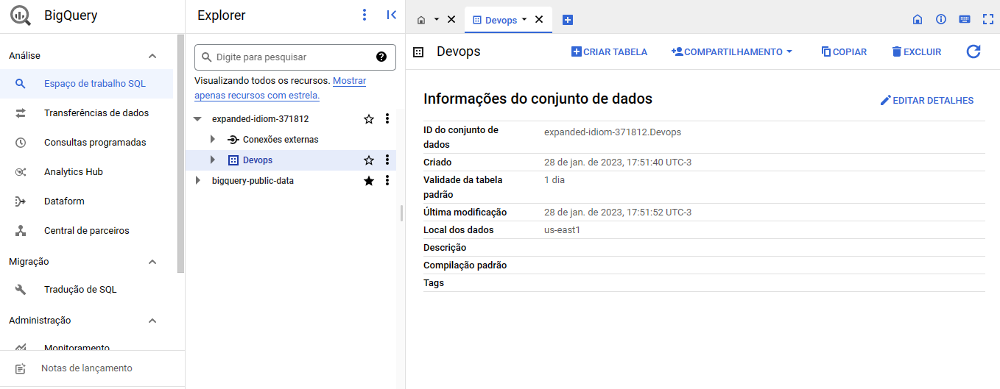 BigQuery
Análise
Espaço de trabalho SQL
Transferências de dados
Consultas programadas
Analytics Hub
Dataform
Central de parceiros
Migração
Tradução de SQL
Administração
Monitoramento
Notas de lançamento
Explorer
Digite para pesquisar
Visualizando todos os recursos. Mostrar
apenas recursos com estrela.
expanded-idiom-371812
Conexões externas
Devops
bigquery-public-data
Devops
Devops
CRIAR TABELA
COMPARTILHAMENTO
COPIAR
EXCLUIR
Informações do conjunto de dados
EDITAR DETALHES
ID do conjunto de
dados
expanded-idiom-371812.Devops
Criado
28 de jan. de 2023, 17:51:40 UTC-3
Validade da tabela
padrão
1 dia
Última modificação
28 de jan. de 2023, 17:51:52 UTC-3
Local dos dados
us-east1
Descrição
Compilação padrão
Tags